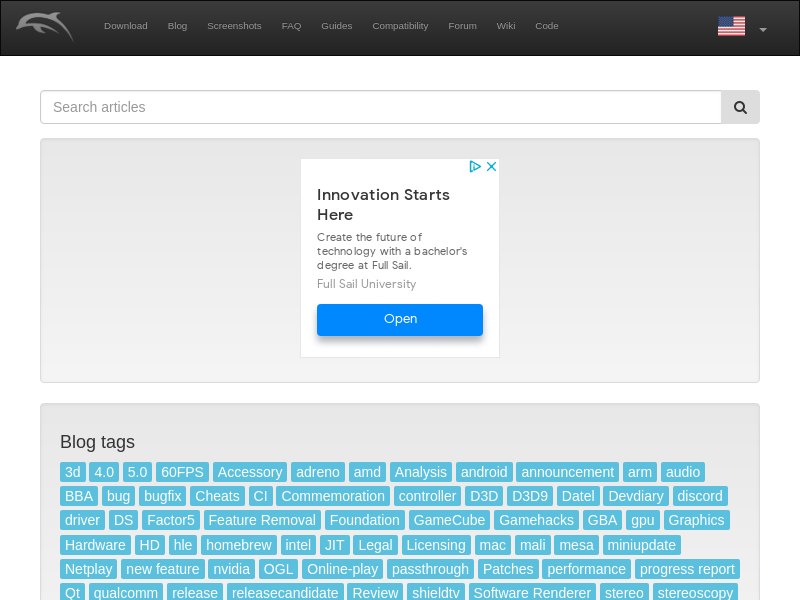 Download Blog Screenshots FAQ Guides Compatibility Forum Wiki Code
Search articles
Innovation Starts
Here
Create the future of
technology with a bachelor's
degree at Full Sail.
Full Sail University
Open
Blog tags
3d 4.0 5.0 60FPS Accessory adreno amd Analysis android announcement arm audio
BBA bug bugfix Cheats CI Commemoration controller D3D D3D9 Datel Devdiary discord
driver DS Factor5 Feature Removal Foundation GameCube Gamehacks GBA gpu Graphics
Hardware HD hle homebrew intel JIT Legal Licensing mac mali mesa miniupdate
Netplay new feature nvidia OGL Online-play passthrough Patches performance progress report
Qt qualcomm release releasecandidate Review shieldtv Software Renderer stereo stereoscopy